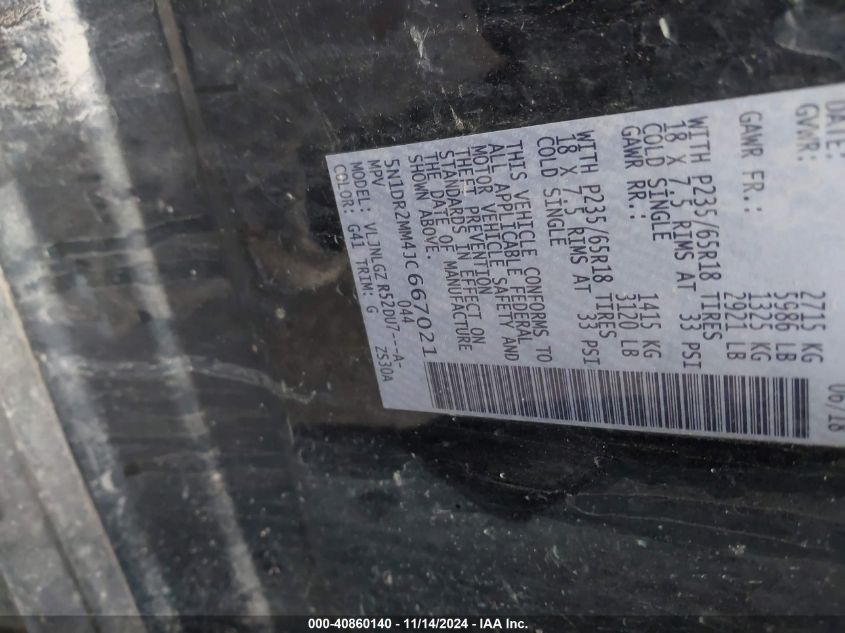 DATE: 06/18
GVWR: 2715 KG
5986 LB
GAWR FR.: 1325 KG
2921 LB
WITH P235/65R18 TIRES
18 X 7.5 RIMS AT 33 PSI
COLD SINGLE
GAWR RR.: 1415 KG
3120 LB
WITH P235/65R18 TIRES
18 X 7.5 RIMS AT 33 PSI
COLD SINGLE
THIS VEHICLE CONFORMS TO
ALL APPLICABLE FEDERAL
MOTOR VEHICLE SAFETY AND
THEFT PREVENTION
STANDARDS IN EFFECT ON
THE DATE OF MANUFACTURE
SHOWN ABOVE.
5N1DR2MM4JC667021
MPV 044
MODEL: VLJNLGZ R52DU7---A-
COLOR: G41 TRIM: G ZS30A
000-40860140 - 11/14/2024 - IAA Inc.